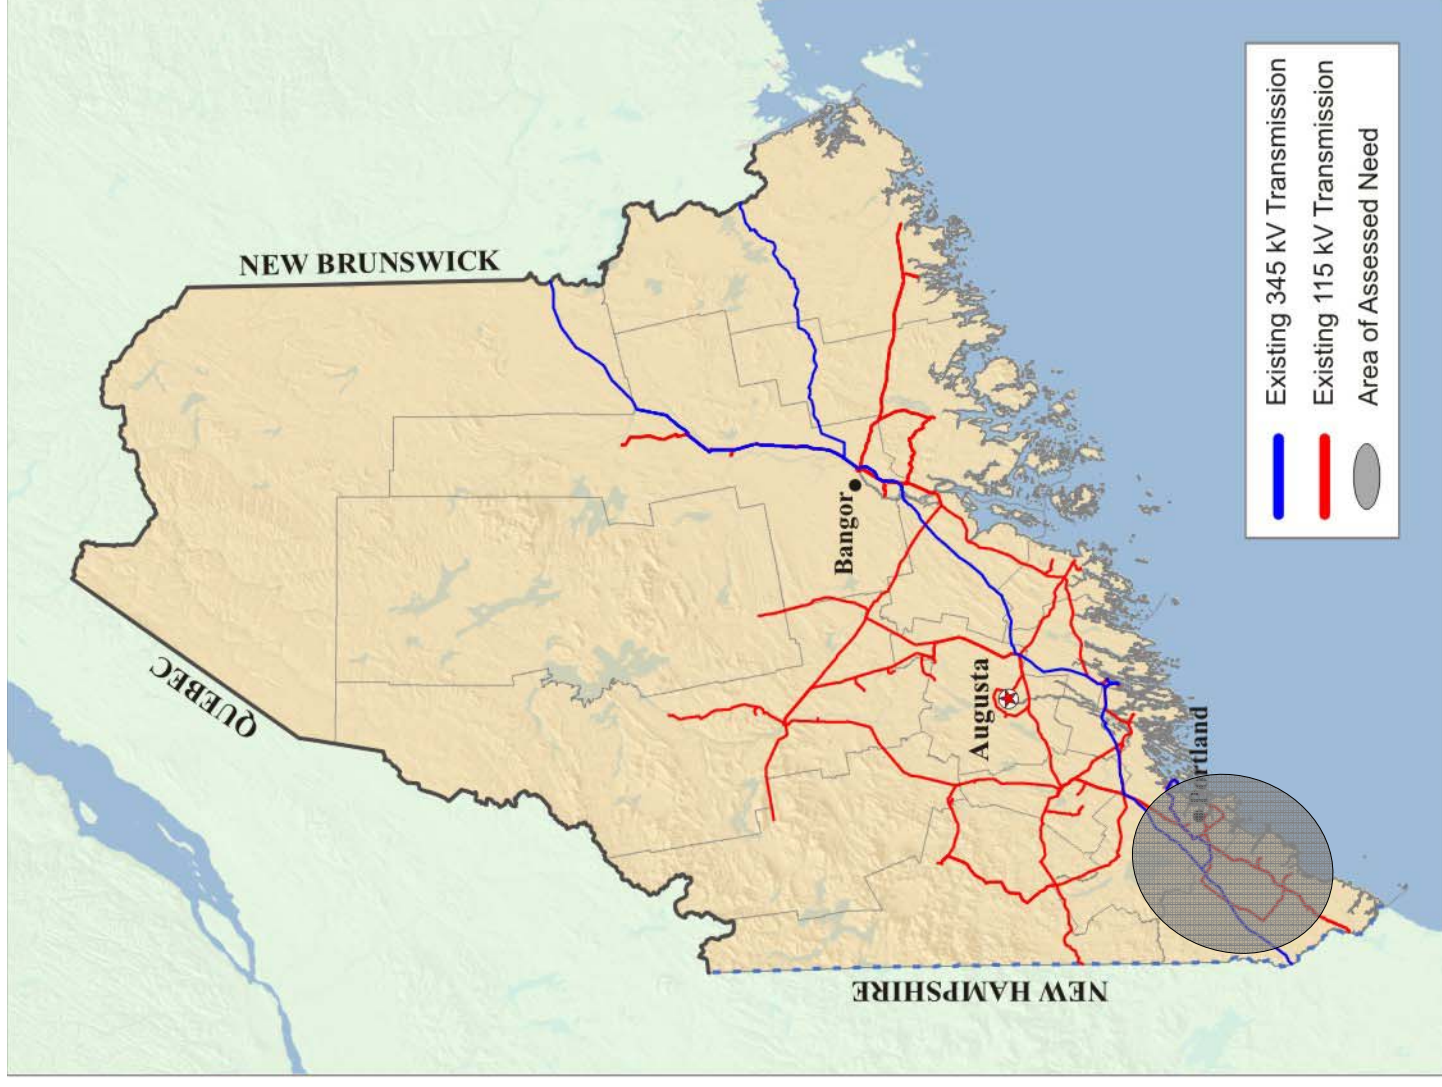 QUEBEC
NEW BRUNSWICK
Bangor
Augusta
Portland
NEW HAMPSHIRE
Existing 345 kV Transmission
Existing 115 kV Transmission
Area of Assessed Need